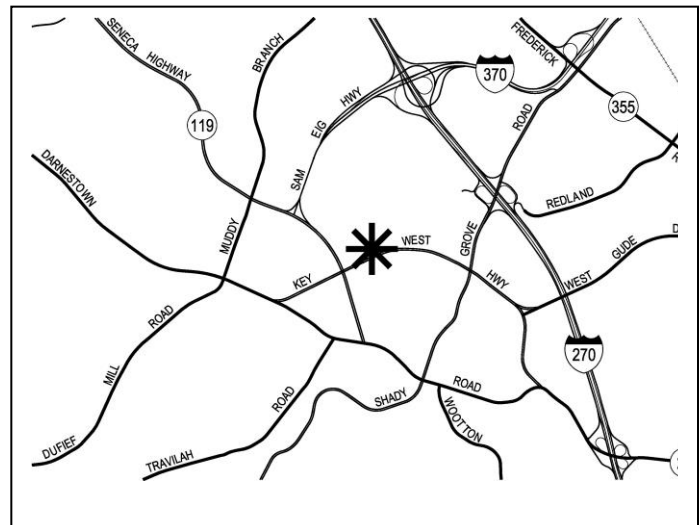 SENECA
HIGHWAY
119
BRANCH
MUDDY
DARNESTOWN
ROAD
MILL
DUFIEF
TRAVILAH
ROAD
SAM
EIG
HWY
370
FREDERICK
355
ROAD
GROVE
SHADY
REDLAND
KEY
WEST
HWY
WEST
GUDE
270
ROAD
WOOTTON